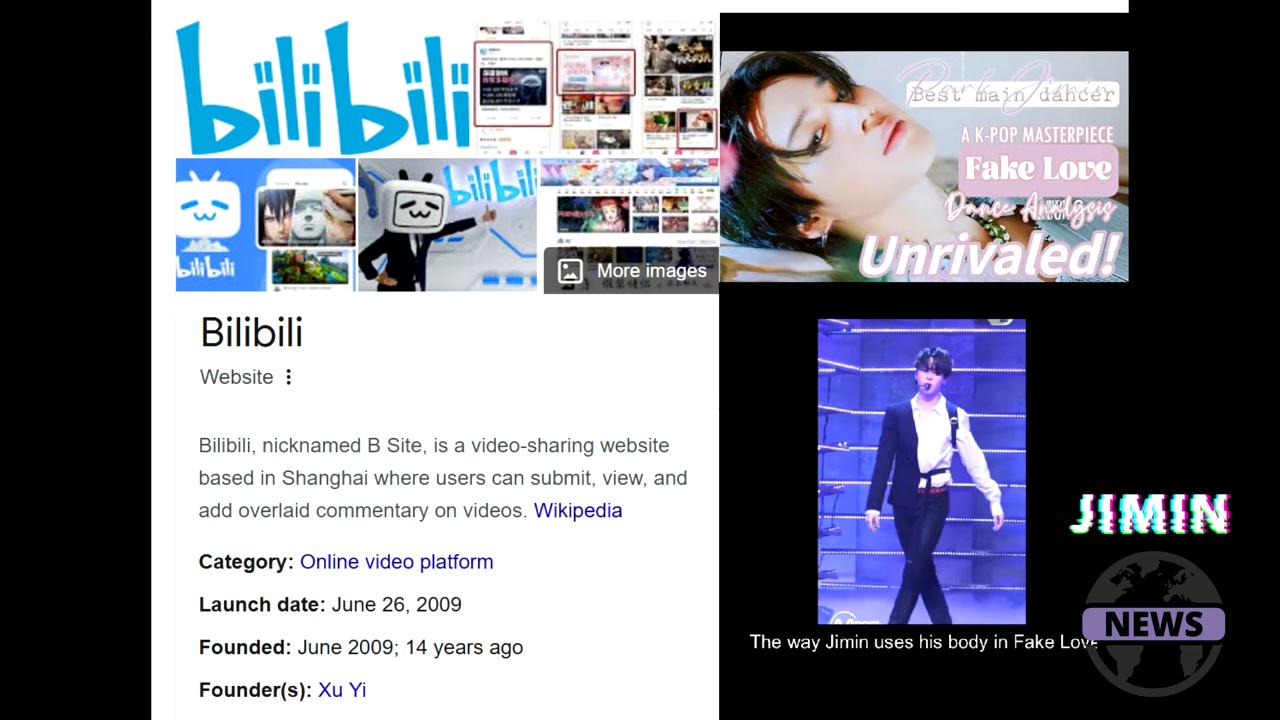 bilibili
bilibili
bilibili
More images
Bilibili
Website
Bilibili, nicknamed B Site, is a video-sharing website
based in Shanghai where users can submit, view, and
add overlaid commentary on videos. Wikipedia
Category: Online video platform
Launch date: June 26, 2009
Founded: June 2009; 14 years ago
Founder(s): Xu Yi
Best main dancer
A K-POP MASTERPIECE
Fake Love
Dance Analysis
Unrivaled!
The way Jimin uses his body in Fake Love
JIMIN
NEWS